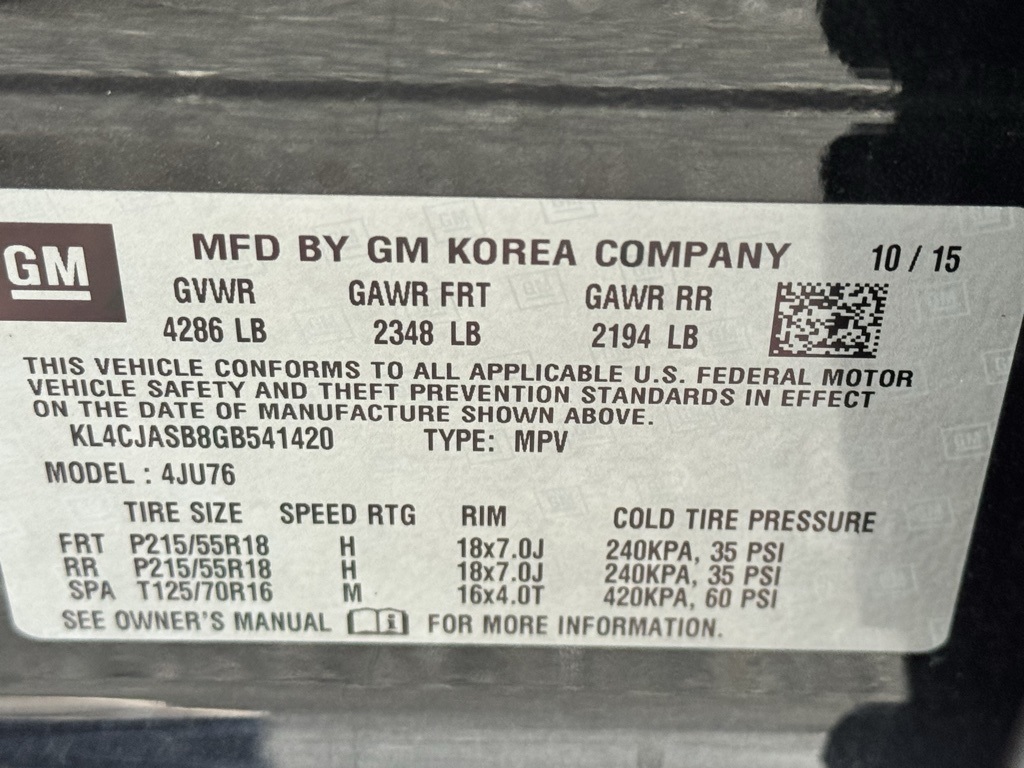 GM
MFD BY GM KOREA COMPANY 10 / 15
GVWR GAWR FRT GAWR RR
4286 LB 2348 LB 2194 LB
THIS VEHICLE CONFORMS TO ALL APPLICABLE U.S. FEDERAL MOTOR
VEHICLE SAFETY AND THEFT PREVENTION STANDARDS IN EFFECT
ON THE DATE OF MANUFACTURE SHOWN ABOVE.
KL4CJASB8GB541420 TYPE: MPV
MODEL : 4JU76
TIRE SIZE SPEED RTG RIM COLD TIRE PRESSURE
FRT P215/55R18 H 18x7.0J 240KPA, 35 PSI
RR P215/55R18 H 18x7.0J 240KPA, 35 PSI
SPA T125/70R16 M 16x4.0T 420KPA, 60 PSI
SEE OWNER'S MANUAL FOR MORE INFORMATION.